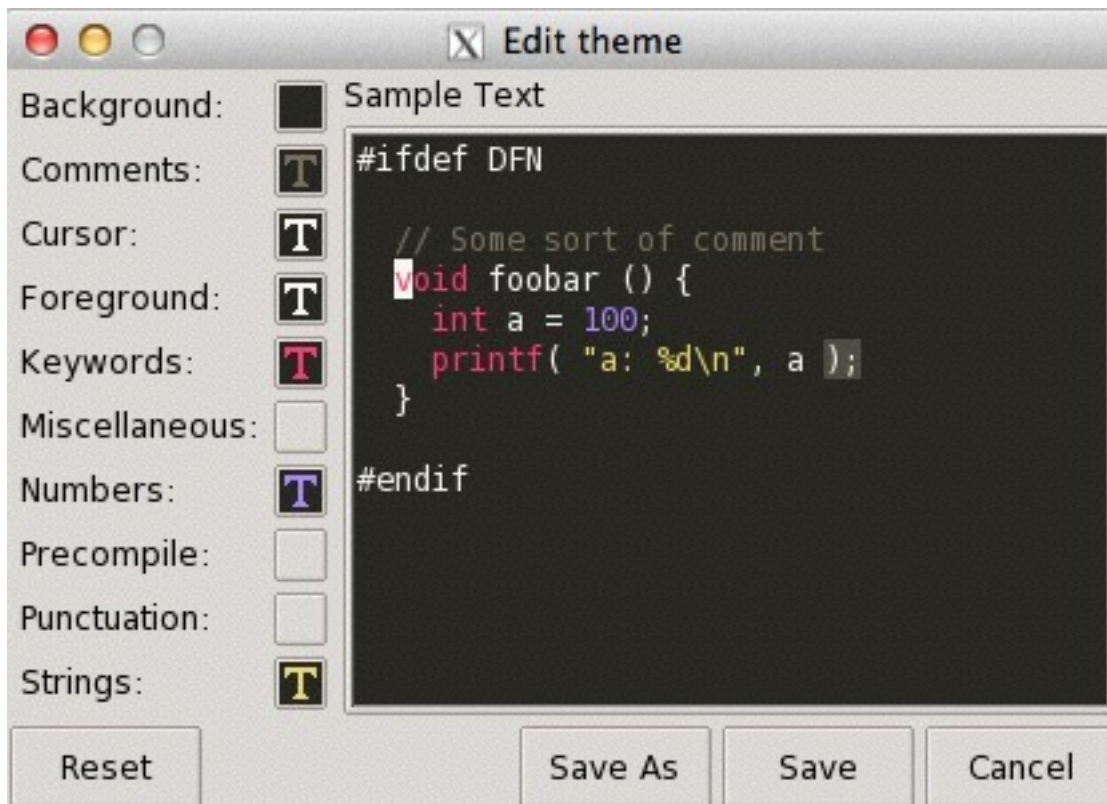 Edit theme
Background:
Comments: T
Cursor: T
Foreground: T
Keywords: T
Miscellaneous:
Numbers: T
Precompile:
Punctuation:
Strings: T
Sample Text
#ifdef DFN
// Some sort of comment
void foobar () {
int a = 100;
printf( "a: %d\n", a );
}
#endif
Reset
Save As
Save
Cancel